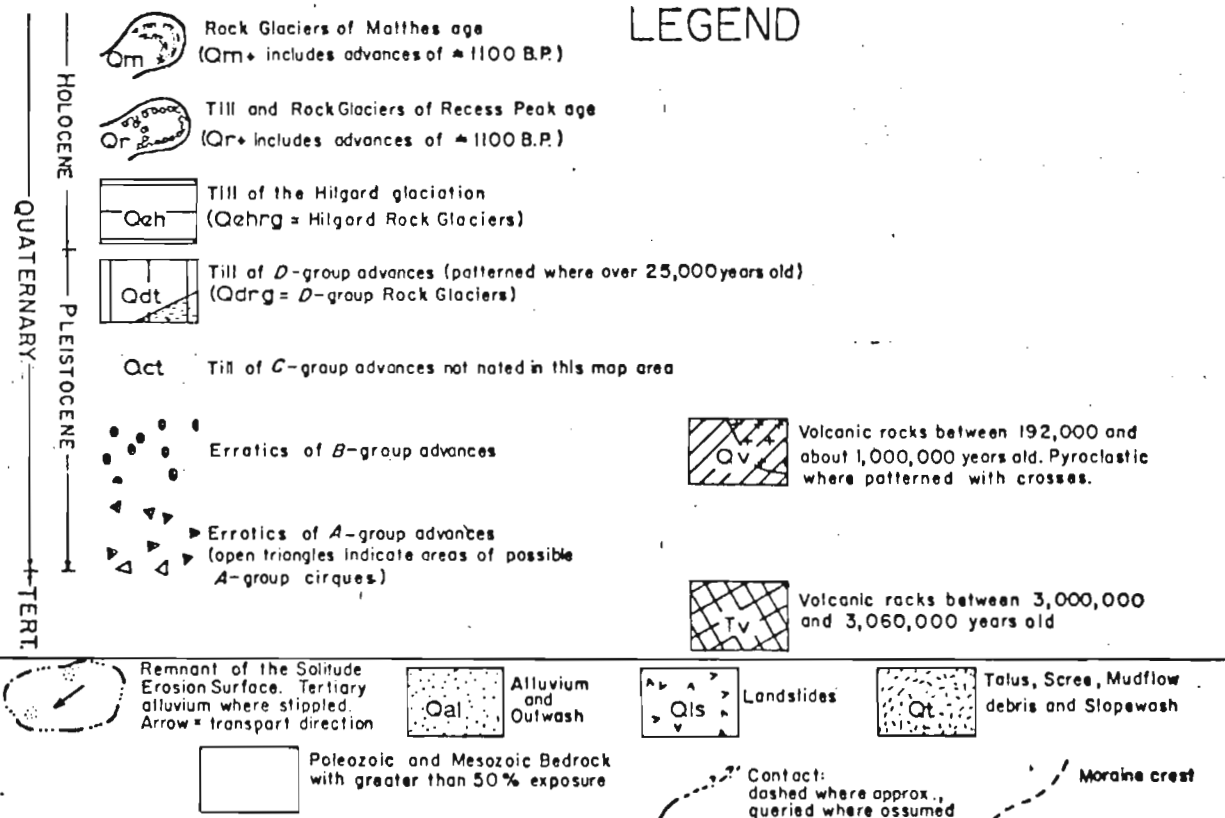 LEGEND
HOLOCENE
QUATERNARY
PLEISTOCENE
TERT.
Qm
Rock Glaciers of Matthes age
(Qm+ includes advances of ≈ 1100 B.P.)
Qr
Till and Rock Glaciers of Recess Peak age
(Qr+ includes advances of ≈ 1100 B.P.)
Qeh
Till of the Hilgard glaciation
(Qehrg = Hilgard Rock Glaciers)
Qdt
Till of D-group advances (patterned where over 25,000 years old)
(Qdrg = D-group Rock Glaciers)
Qct
Till of C-group advances not noted in this map area
Erratics of B-group advances
Erratics of A-group advances
(open triangles indicate areas of possible
A-group cirques)
Qv
Volcanic rocks between 192,000 and
about 1,000,000 years old. Pyroclastic
where patterned with crosses.
Tv
Volcanic rocks between 3,000,000
and 3,060,000 years old
Remnant of the Solitude
Erosion Surface. Tertiary
alluvium where stippled.
Arrow = transport direction
Qal
Alluvium
and
Outwash
Qls
Landslides
Qt
Talus, Scree, Mudflow
debris and Slopewash
Poleozoic and Mesozoic Bedrock
with greater than 50% exposure
Contact:
dashed where approx.,
queried where assumed
Moraine crest